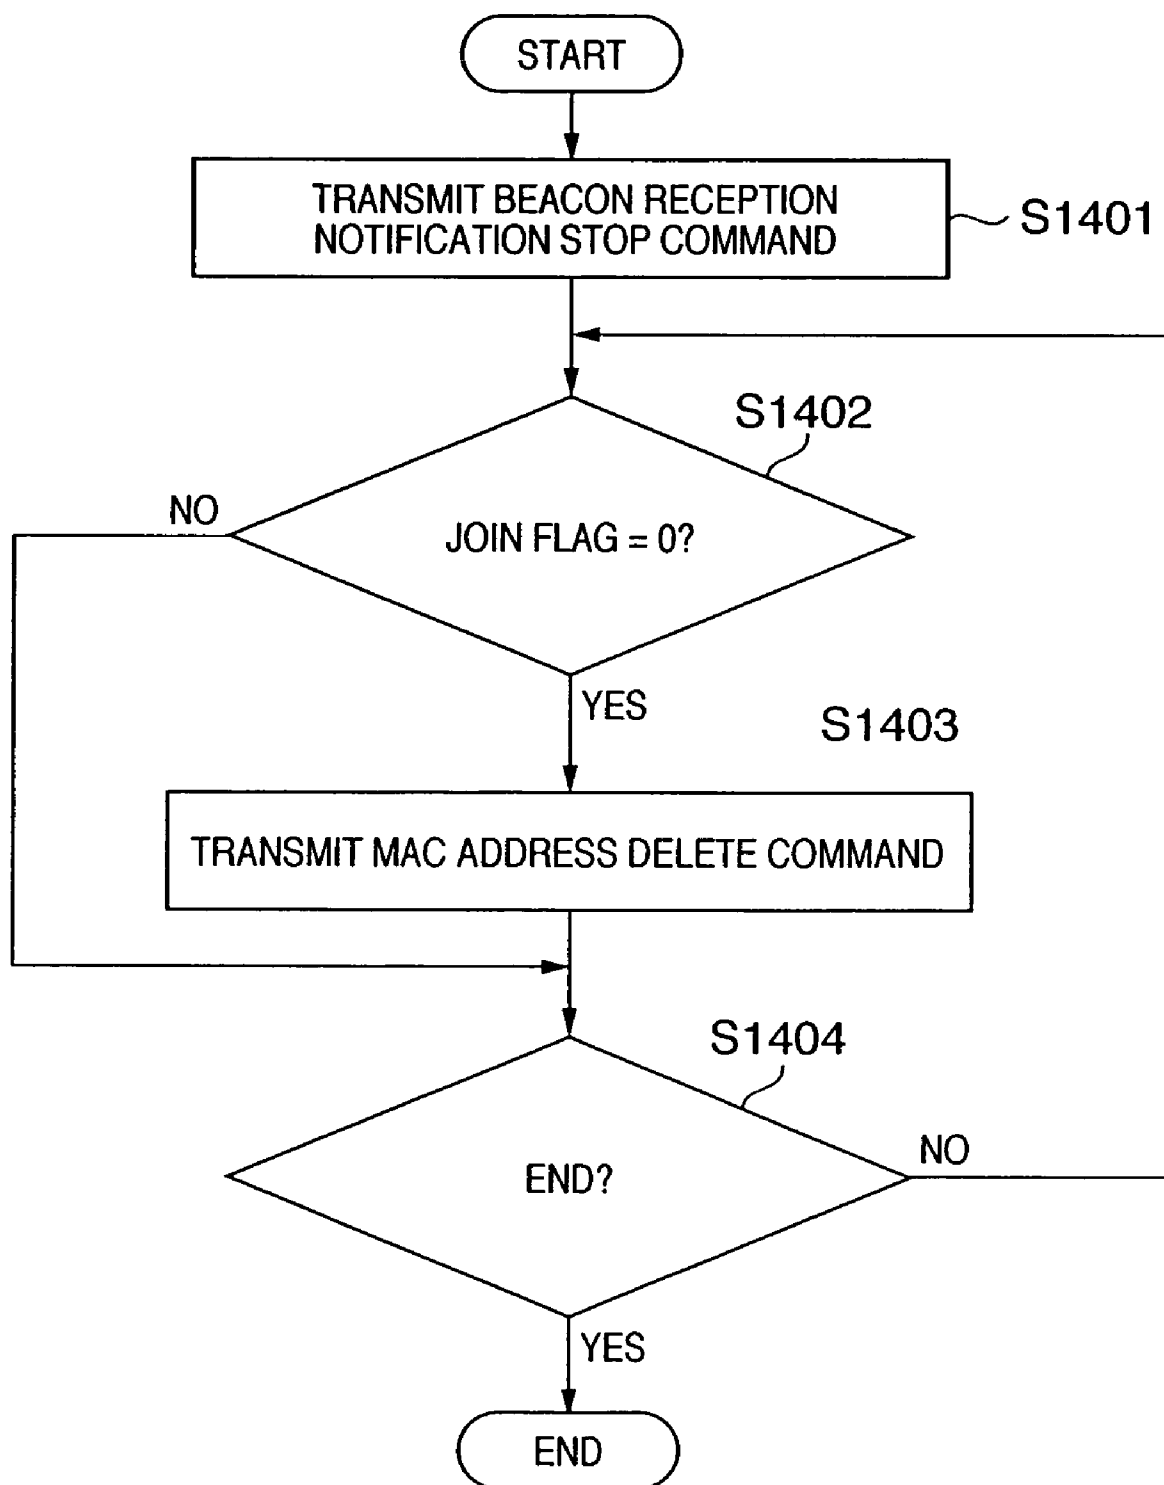 START
TRANSMIT BEACON RECEPTION
NOTIFICATION STOP COMMAND
S1401
S1402
NO
JOIN FLAG = 0?
YES
S1403
TRANSMIT MAC ADDRESS DELETE COMMAND
S1404
END?
NO
YES
END